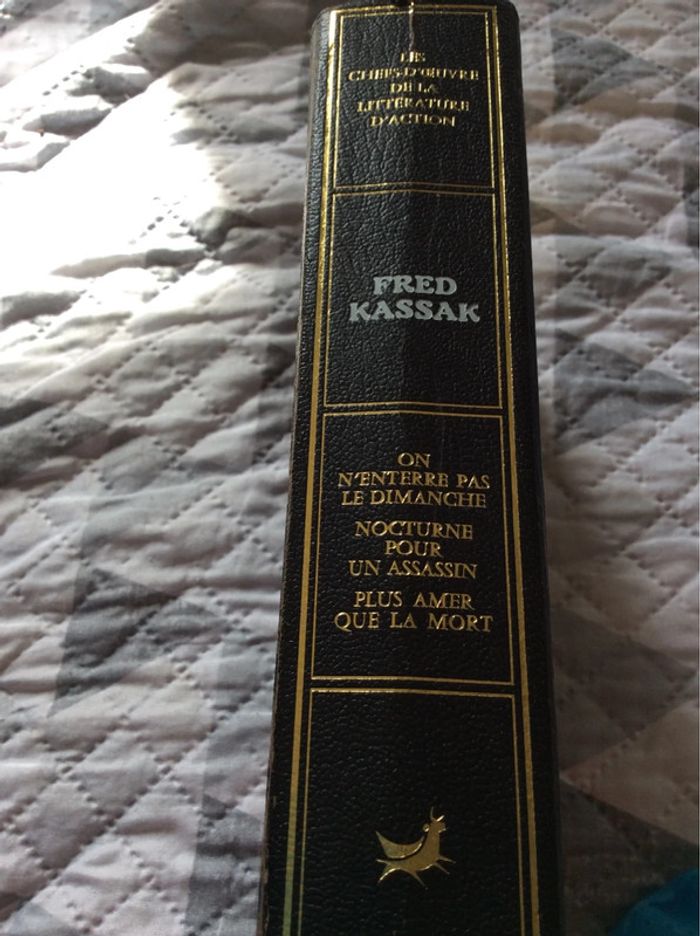 LES
CHEFS-D'ŒUVRE
DE LA
LITTÉRATURE
D'ACTION
FRED
KASSAK
ON
N'ENTERRE PAS
LE DIMANCHE
NOCTURNE
POUR
UN ASSASSIN
PLUS AMER
QUE LA MORT